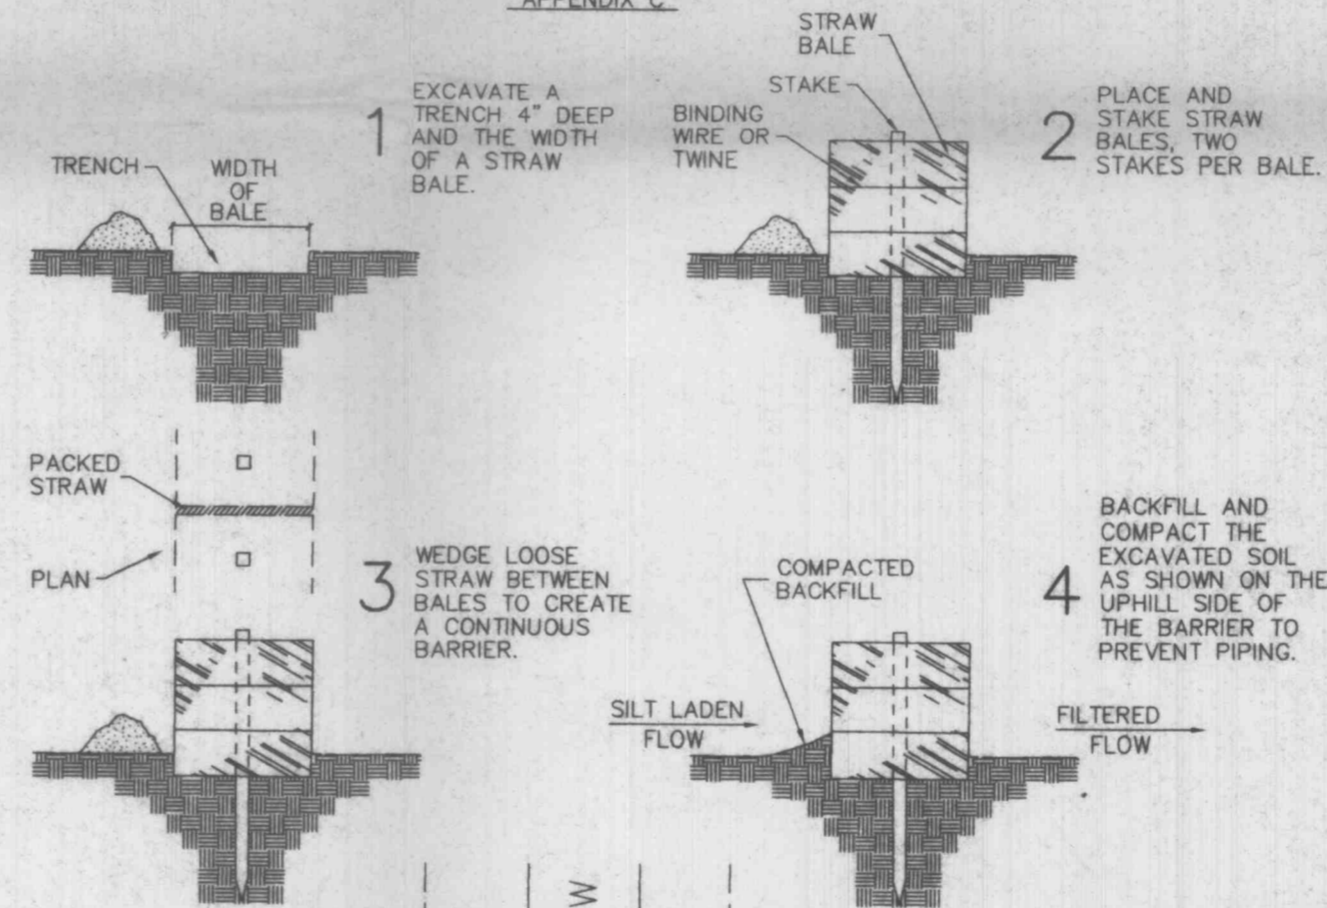 APPENDIX C
1
EXCAVATE A
TRENCH 4" DEEP
AND THE WIDTH
OF A STRAW
BALE.
TRENCH
WIDTH
OF
BALE
STRAW
BALE
STAKE
BINDING
WIRE OR
TWINE
2
PLACE AND
STAKE STRAW
BALES, TWO
STAKES PER BALE.
PACKED
STRAW
PLAN
3
WEDGE LOOSE
STRAW BETWEEN
BALES TO CREATE
A CONTINUOUS
BARRIER.
COMPACTED
BACKFILL
4
BACKFILL AND
COMPACT THE
EXCAVATED SOIL
AS SHOWN ON THE
UPHILL SIDE OF
THE BARRIER TO
PREVENT PIPING.
SILT LADEN
FLOW
FILTERED
FLOW
W